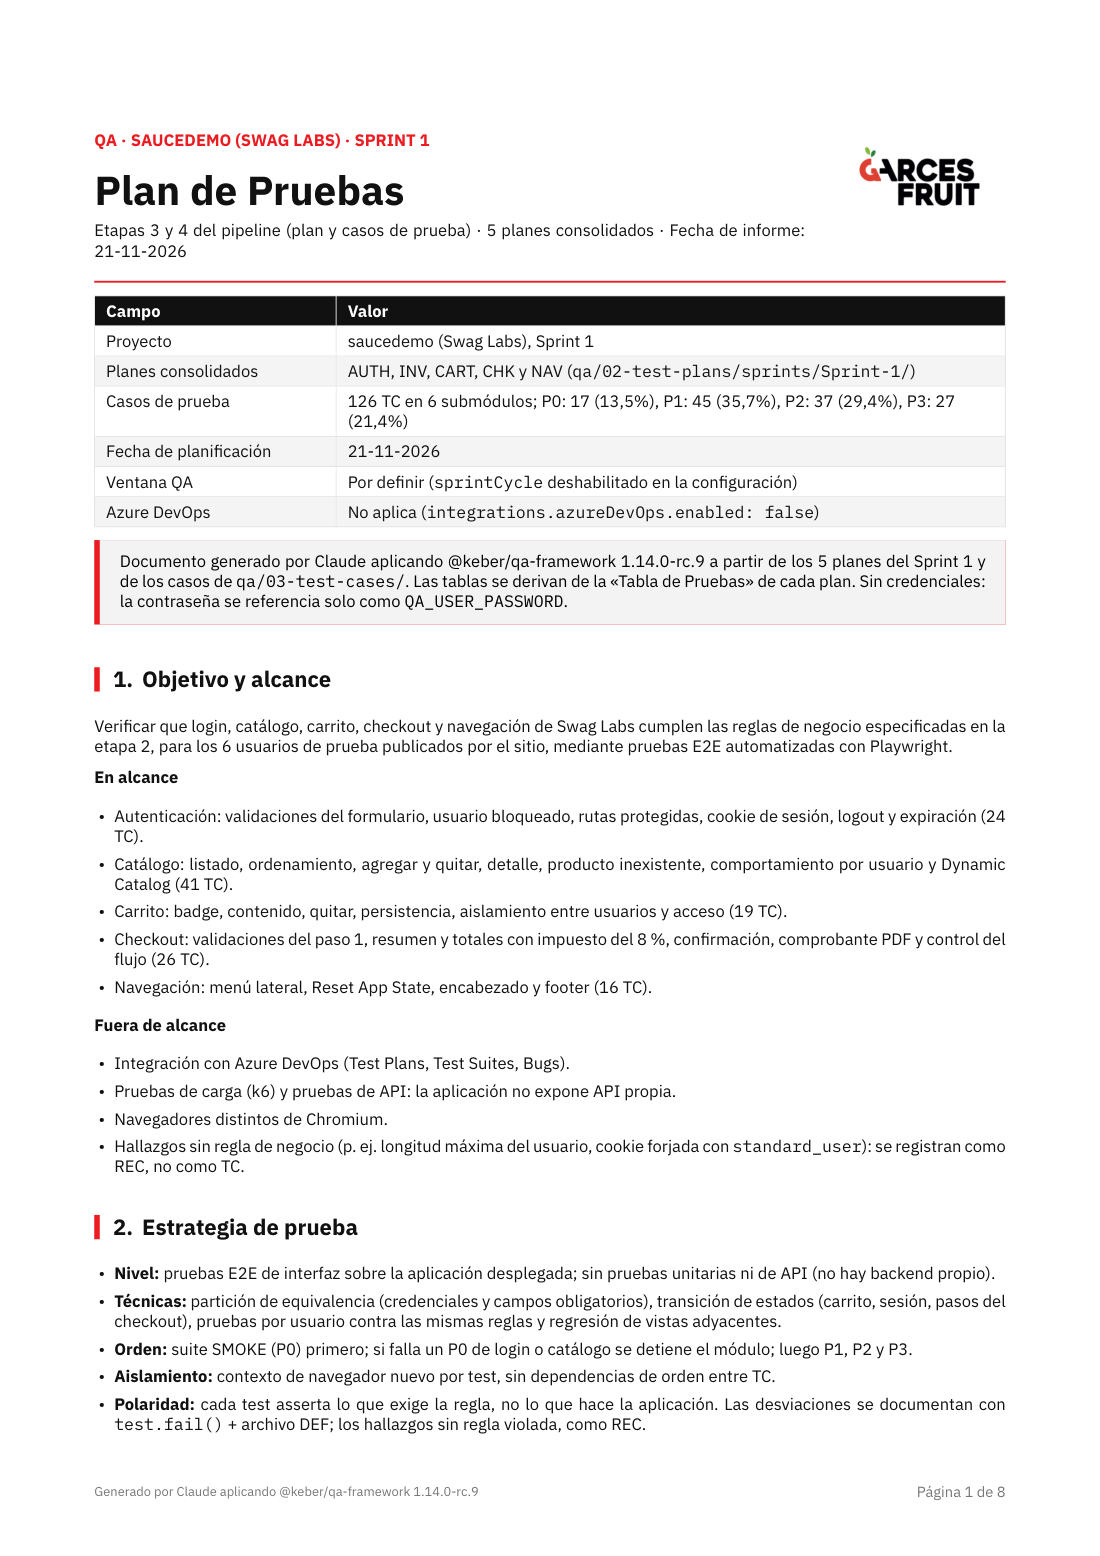 QA · SAUCEDEMO (SWAG LABS) · SPRINT 1
Plan de Pruebas
GARCES
FRUIT
Etapas 3 y 4 del pipeline (plan y casos de prueba) · 5 planes consolidados · Fecha de informe:
21-11-2026
Campo Valor
Proyecto saucedemo (Swag Labs), Sprint 1
Planes consolidados AUTH, INV, CART, CHK y NAV (qa/02-test-plans/sprints/Sprint-1/)
Casos de prueba 126 TC en 6 submódulos; P0: 17 (13,5%), P1: 45 (35,7%), P2: 37 (29,4%), P3: 27
(21,4%)
Fecha de planificación 21-11-2026
Ventana QA Por definir (sprintCycle deshabilitado en la configuración)
Azure DevOps No aplica (integrations.azureDevOps.enabled: false)
Documento generado por Claude aplicando @keber/qa-framework 1.14.0-rc.9 a partir de los 5 planes del Sprint 1 y
de los casos de qa/03-test-cases/. Las tablas se derivan de la «Tabla de Pruebas» de cada plan. Sin credenciales:
la contraseña se referencia solo como QA_USER_PASSWORD.
1. Objetivo y alcance
Verificar que login, catálogo, carrito, checkout y navegación de Swag Labs cumplen las reglas de negocio especificadas en la
etapa 2, para los 6 usuarios de prueba publicados por el sitio, mediante pruebas E2E automatizadas con Playwright.
En alcance
• Autenticación: validaciones del formulario, usuario bloqueado, rutas protegidas, cookie de sesión, logout y expiración (24
TC).
• Catálogo: listado, ordenamiento, agregar y quitar, detalle, producto inexistente, comportamiento por usuario y Dynamic
Catalog (41 TC).
• Carrito: badge, contenido, quitar, persistencia, aislamiento entre usuarios y acceso (19 TC).
• Checkout: validaciones del paso 1, resumen y totales con impuesto del 8 %, confirmación, comprobante PDF y control del
flujo (26 TC).
• Navegación: menú lateral, Reset App State, encabezado y footer (16 TC).
Fuera de alcance
• Integración con Azure DevOps (Test Plans, Test Suites, Bugs).
• Pruebas de carga (k6) y pruebas de API: la aplicación no expone API propia.
• Navegadores distintos de Chromium.
• Hallazgos sin regla de negocio (p. ej. longitud máxima del usuario, cookie forjada con standard_user): se registran como
REC, no como TC.
2. Estrategia de prueba
• Nivel: pruebas E2E de interfaz sobre la aplicación desplegada; sin pruebas unitarias ni de API (no hay backend propio).
• Técnicas: partición de equivalencia (credenciales y campos obligatorios), transición de estados (carrito, sesión, pasos del
checkout), pruebas por usuario contra las mismas reglas y regresión de vistas adyacentes.
• Orden: suite SMOKE (P0) primero; si falla un P0 de login o catálogo se detiene el módulo; luego P1, P2 y P3.
• Aislamiento: contexto de navegador nuevo por test, sin dependencias de orden entre TC.
• Polaridad: cada test asserta lo que exige la regla, no lo que hace la aplicación. Las desviaciones se documentan con
test.fail() + archivo DEF; los hallazgos sin regla violada, como REC.
Generado por Claude aplicando @keber/qa-framework 1.14.0-rc.9
Página 1 de 8